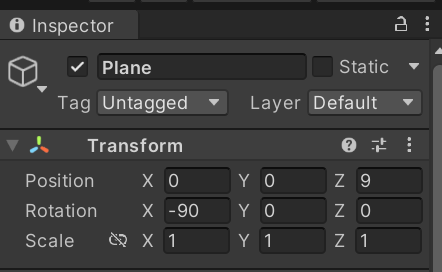 Inspector
Plane Static
Tag Untagged Layer Default
Transform
Position X 0 Y 0 Z 9
Rotation X -90 Y 0 Z 0
Scale X 1 Y 1 Z 1